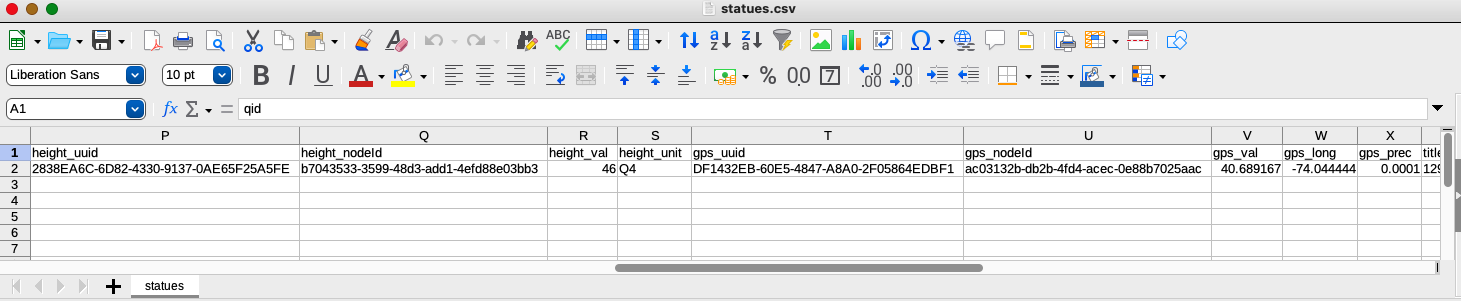 statues.csv
ABC
Liberation Sans 10 pt B I U A % 00 7 .0 .00 .00 .0
A1 fx Σ = qid
P Q R S T U V W X
1 height_uuid height_nodeId height_val height_unit gps_uuid gps_nodeId gps_val gps_long gps_prec title
2 2838EA6C-6D82-4330-9137-0AE65F25A5FE b7043533-3599-48d3-add1-4efd88e03bb3 46 Q4 DF1432EB-60E5-4847-A8A0-2F05864EDBF1 ac03132b-db2b-4fd4-acec-0e88b7025aac 40.689167 -74.044444 0.0001 129
3
4
5
6
7
statues